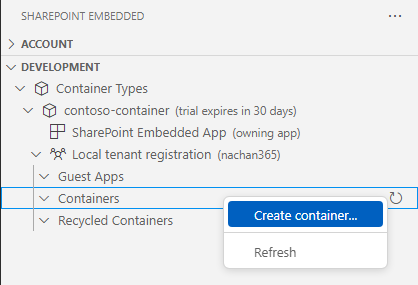 SHAREPOINT EMBEDDED
ACCOUNT
DEVELOPMENT
Container Types
contoso-container (trial expires in 30 days)
SharePoint Embedded App (owning app)
Local tenant registration (nachan365)
Guest Apps
Containers
Create container...
Recycled Containers
Refresh